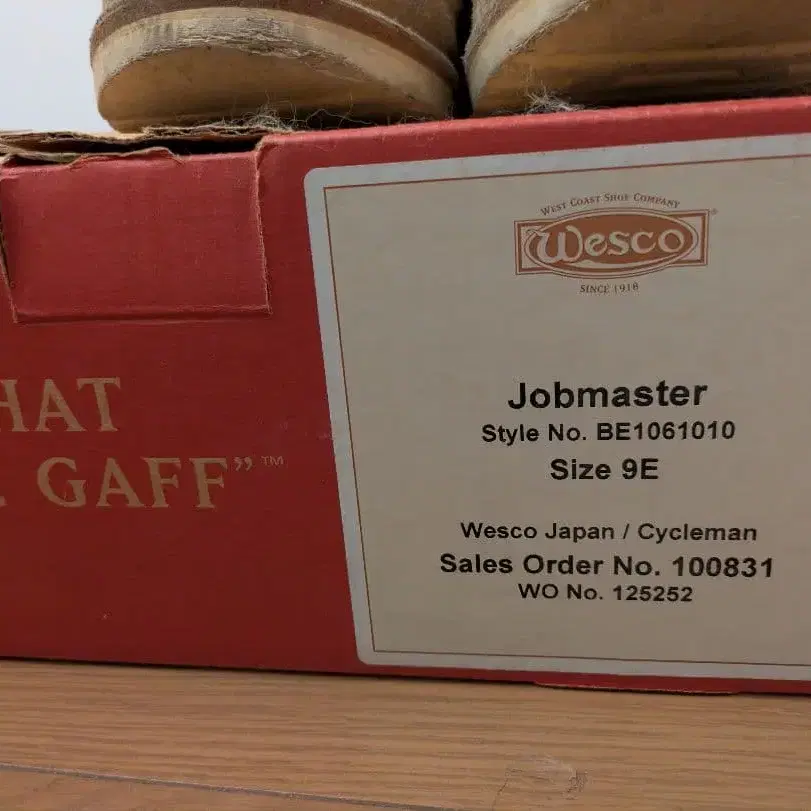 HAT
. GAFF”™
WEST COAST SHOE COMPANY
Wesco®
SINCE 1918
Jobmaster
Style No. BE1061010
Size 9E
Wesco Japan / Cycleman
Sales Order No. 100831
WO No. 125252